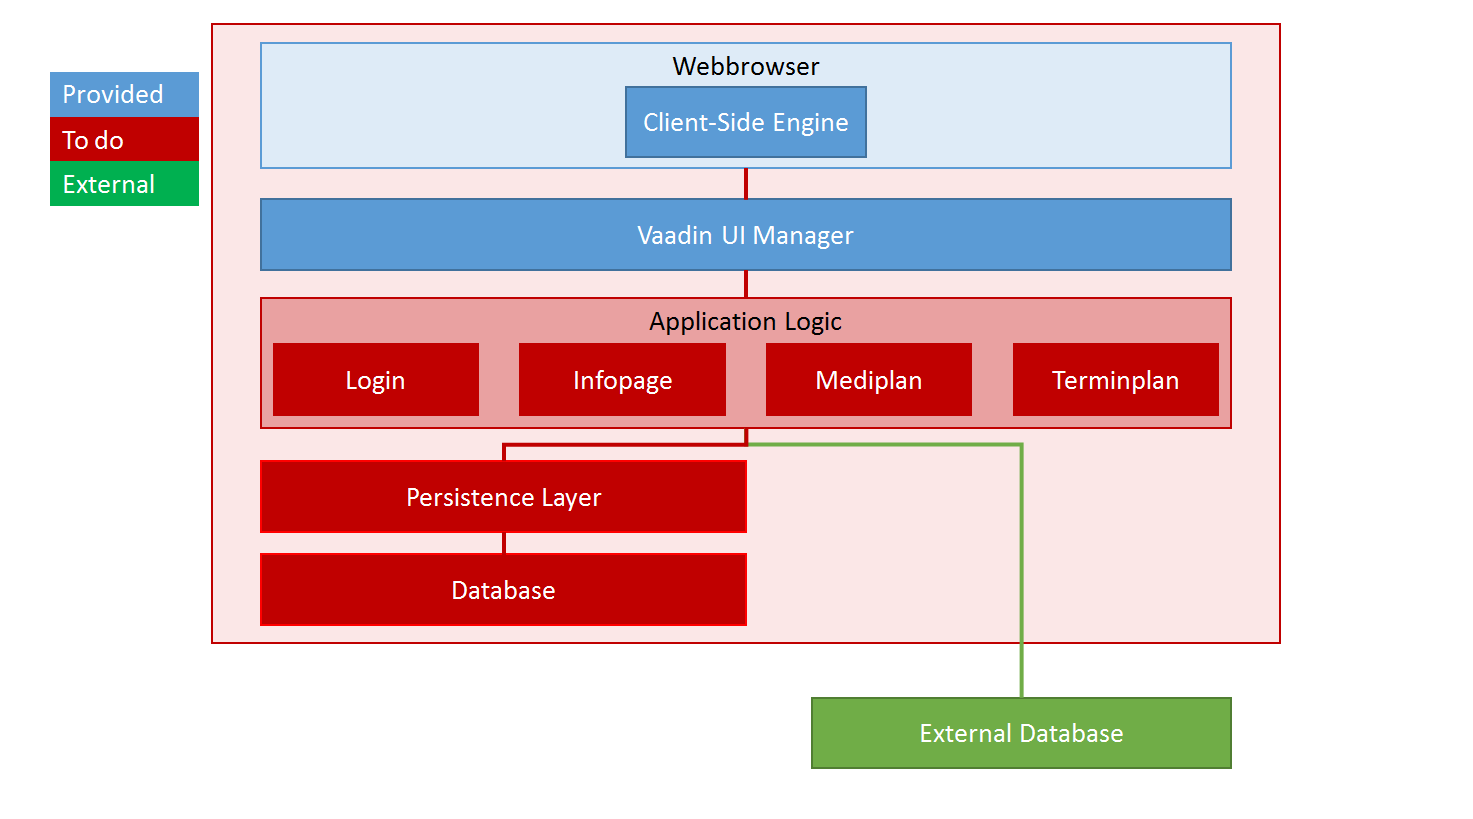 Provided
To do
External
Webbrowser
Client-Side Engine
Vaadin UI Manager
Application Logic
Login
Infopage
Mediplan
Terminplan
Persistence Layer
Database
External Database